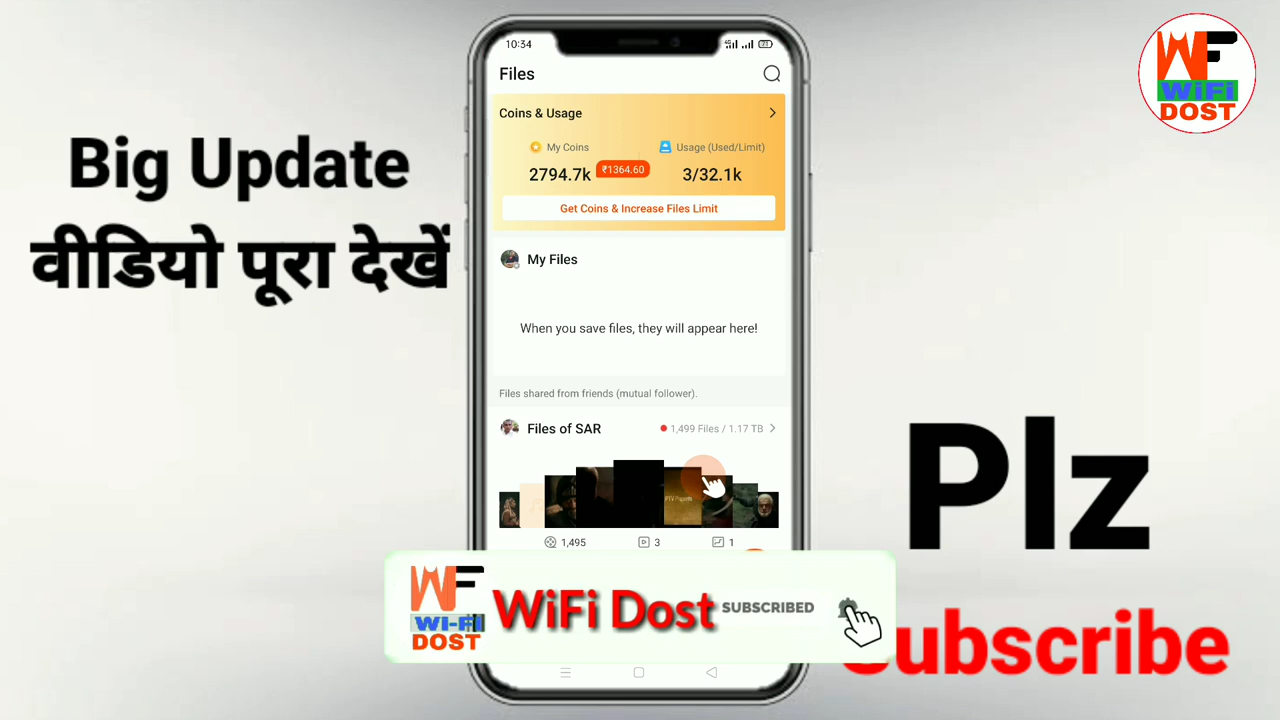 Big Update
वीडियो पूरा देखें
WF
WiFi
DOST
10:34
Files
Coins & Usage
My Coins
Usage (Used/Limit)
2794.7k
₹1364.60
3/32.1k
Get Coins & Increase Files Limit
My Files
When you save files, they will appear here!
Files shared from friends (mutual follower).
Files of SAR
1,499 Files / 1.17 TB
1,495
3
1
WF
Wi-Fi
DOST
WiFi Dost
SUBSCRIBED
Plz
ubscribe